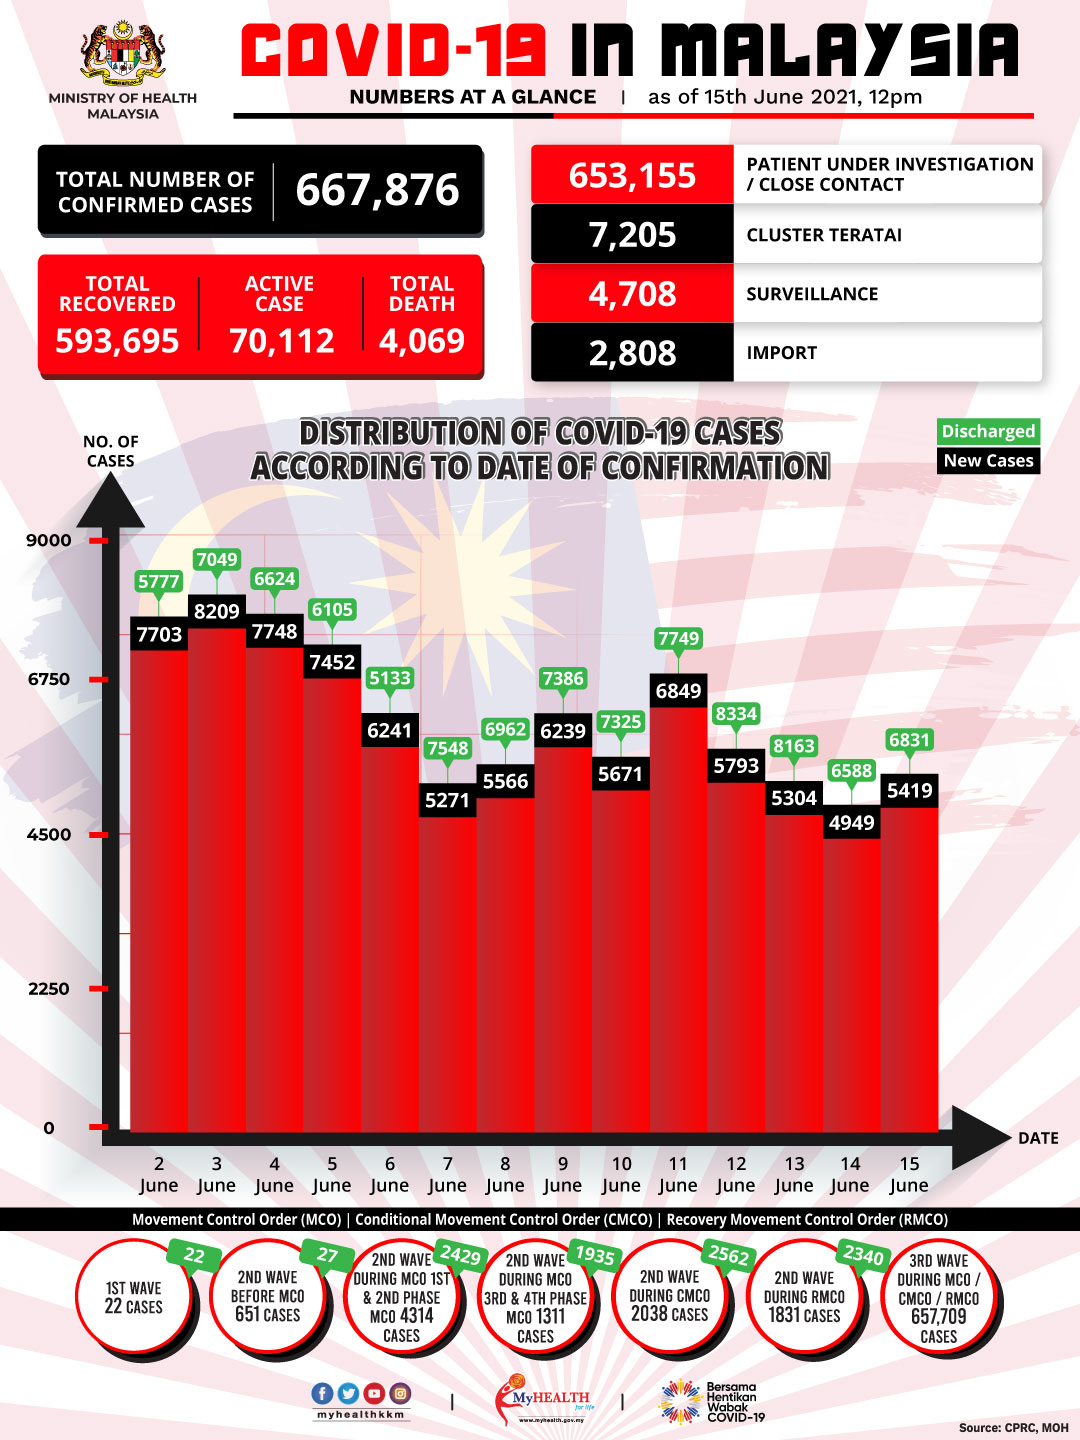 MINISTRY OF HEALTH
MALAYSIA
COVID-19 IN MALAYSIA
NUMBERS AT A GLANCE | as of 15th June 2021, 12pm
TOTAL NUMBER OF
CONFIRMED CASES
667,876
TOTAL
RECOVERED
593,695
ACTIVE
CASE
70,112
TOTAL
DEATH
4,069
653,155
PATIENT UNDER INVESTIGATION
/ CLOSE CONTACT
7,205
CLUSTER TERATAI
4,708
SURVEILLANCE
2,808
IMPORT
DISTRIBUTION OF COVID-19 CASES
ACCORDING TO DATE OF CONFIRMATION
Discharged
New Cases
NO. OF
CASES
9000
6750
4500
2250
0
5777
7703
7049
8209
6624
7748
6105
7452
5133
6241
7548
5271
6962
5566
7386
6239
7325
5671
7749
6849
8334
5793
8163
5304
6588
4949
6831
5419
DATE
2
June
3
June
4
June
5
June
6
June
7
June
8
June
9
June
10
June
11
June
12
June
13
June
14
June
15
June
Movement Control Order (MCO) | Conditional Movement Control Order (CMCO) | Recovery Movement Control Order (RMCO)
22
1ST WAVE
22 CASES
27
2ND WAVE
BEFORE MCO
651 CASES
2429
2ND WAVE
DURING MCO 1ST
& 2ND PHASE
MCO 4314
CASES
1935
2ND WAVE
DURING MCO
3RD & 4TH PHASE
MCO 1311
CASES
2562
2ND WAVE
DURING CMCO
2038 CASES
2340
2ND WAVE
DURING RMCO
1831 CASES
3RD WAVE
DURING MCO /
CMCO / RMCO
657,709
CASES
myhealthkkm
|
MyHEALTH
for life
www.myhealth.gov.my
|
Bersama
Hentikan
Wabak
COVID-19
Source: CPRC, MOH